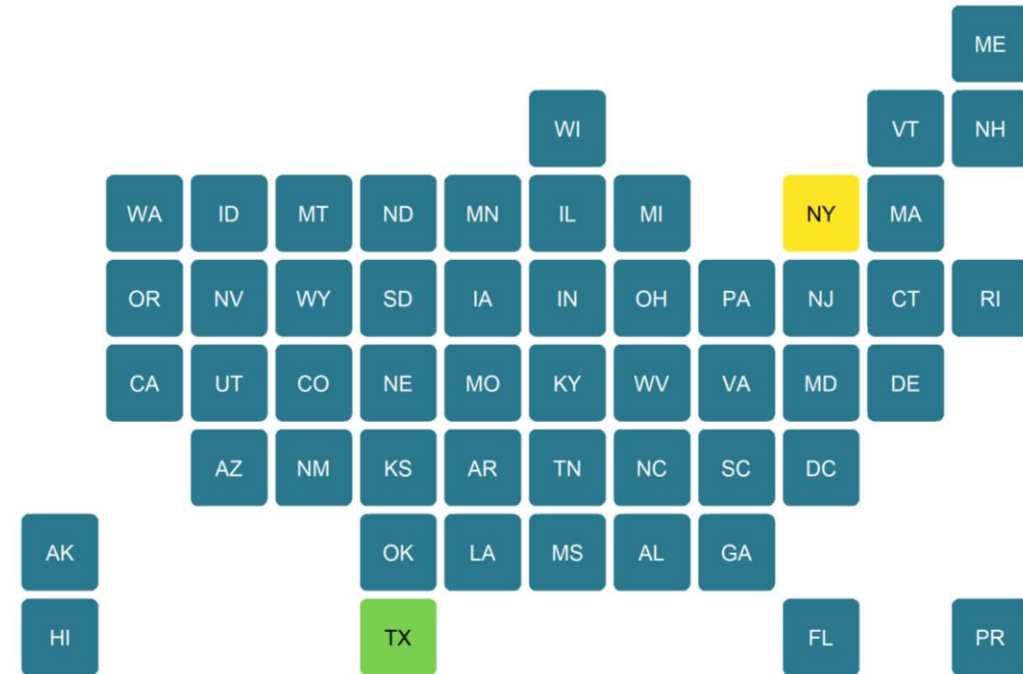 ME
WI VT NH
WA ID MT ND MN IL MI NY MA
OR NV WY SD IA IN OH PA NJ CT RI
CA UT CO NE MO KY WV VA MD DE
AZ NM KS AR TN NC SC DC
AK OK LA MS AL GA
HI TX FL PR